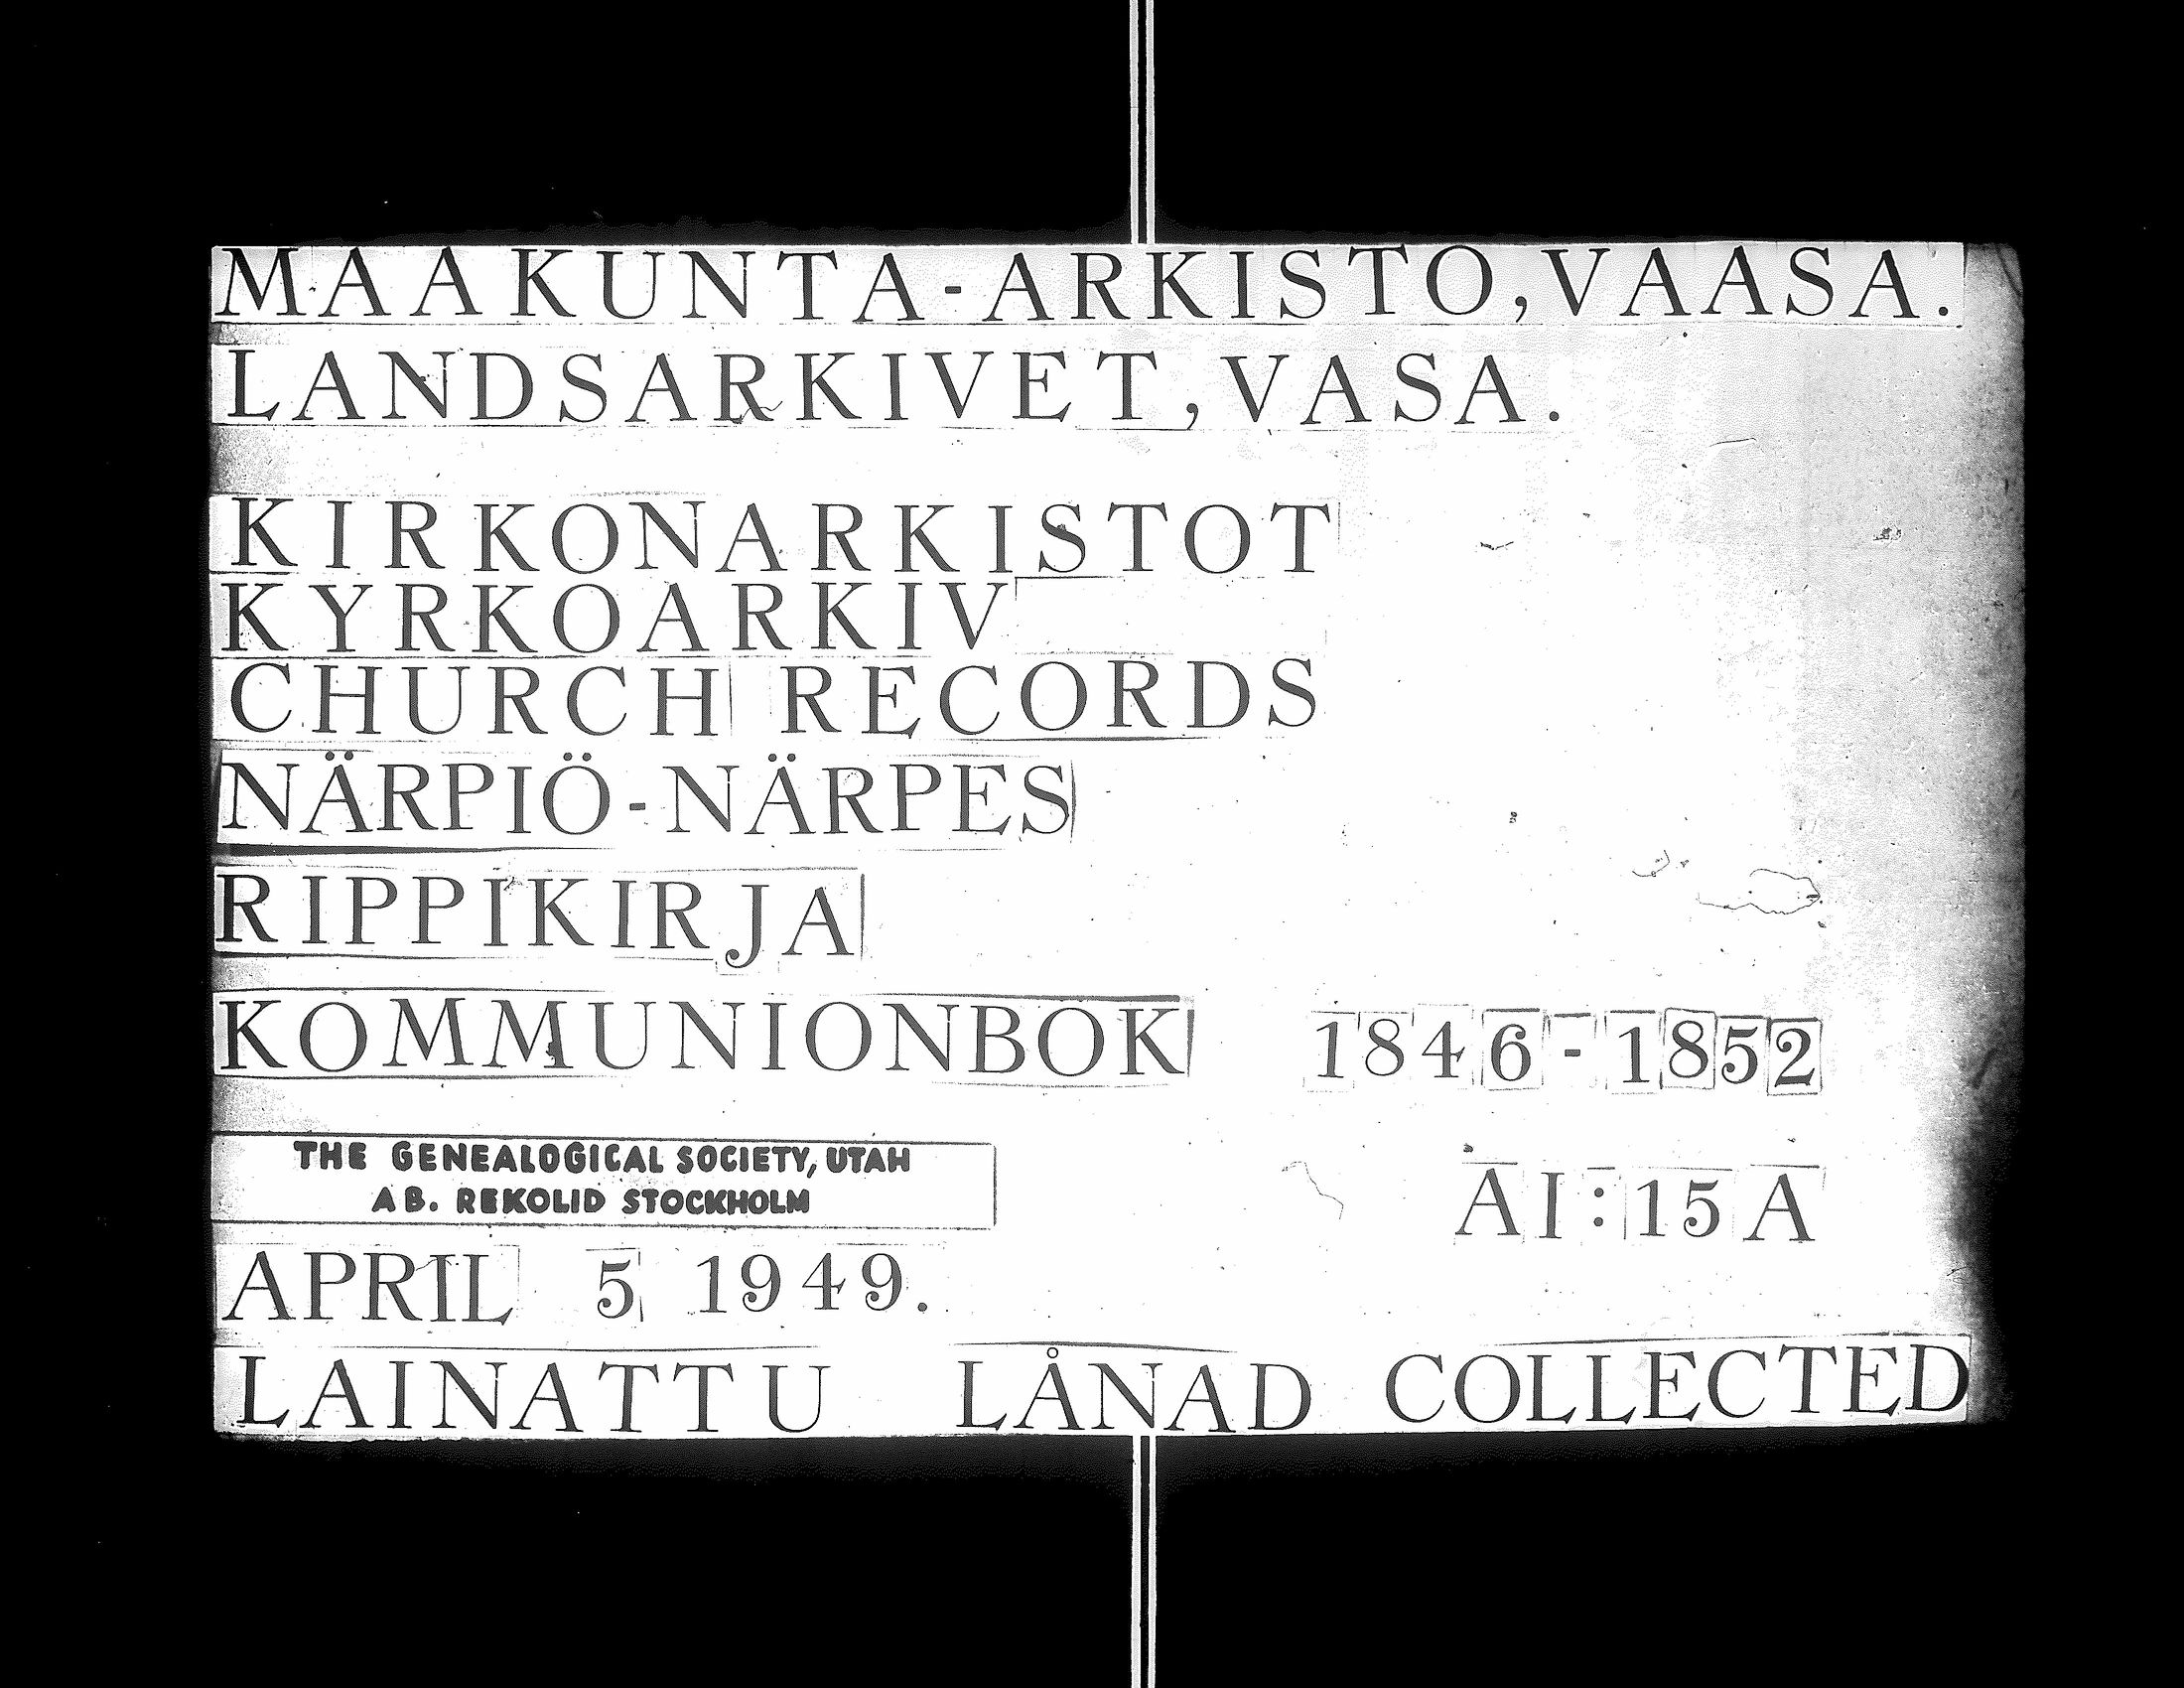 MAAKUNTA-ARKISTO, VAASA.
LANDSARKIVET, VASA.
KIRKONARKISTOT
KYRKOARKIV
CHURCH RECORDS
NÄRPIÖ-NÄRPES
RIPPIKIRJA
KOMMUNIONBOK 1846-1852
THE GENEALOGICAL SOCIETY, UTAH
AB. REKOLID STOCKHOLM
AI:15A
APRIL 5 1949.
LAINATTU LÅNAD COLLECTED